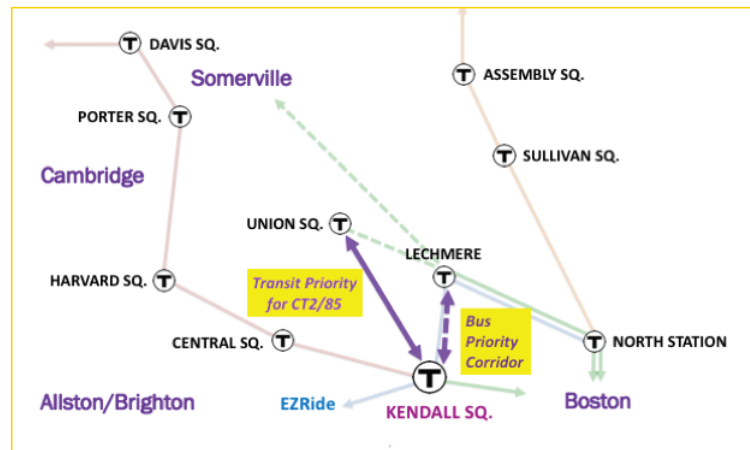 T DAVIS SQ.
Somerville
T ASSEMBLY SQ.
PORTER SQ. T
T SULLIVAN SQ.
Cambridge
UNION SQ. T
LECHMERE
T
HARVARD SQ. T
Transit Priority
for CT2/85
Bus
Priority
Corridor
CENTRAL SQ. T
T NORTH STATION
T
Allston/Brighton
EZRide
KENDALL SQ.
Boston